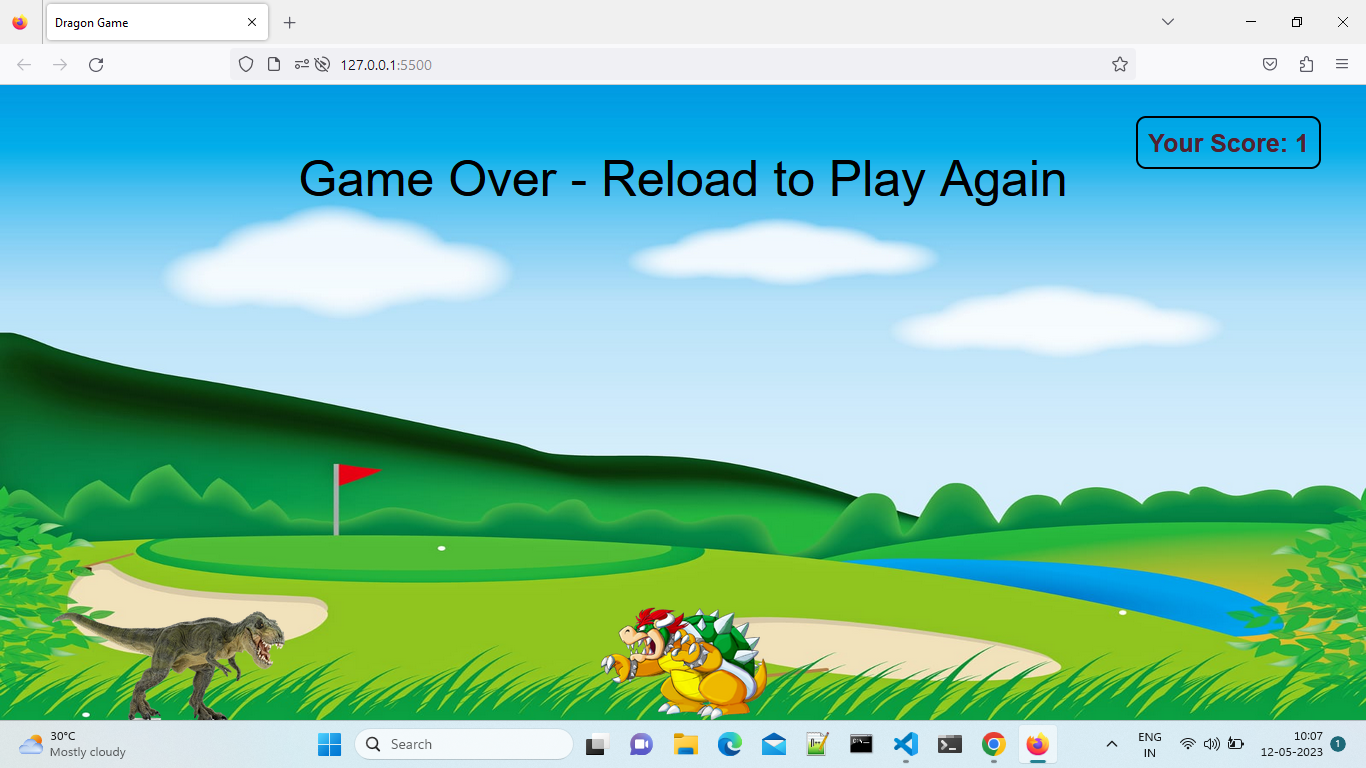 Dragon Game
127.0.0.1:5500
Your Score: 1
Game Over - Reload to Play Again
30°C
Mostly cloudy
Search
ENG
IN
10:07
12-05-2023
1